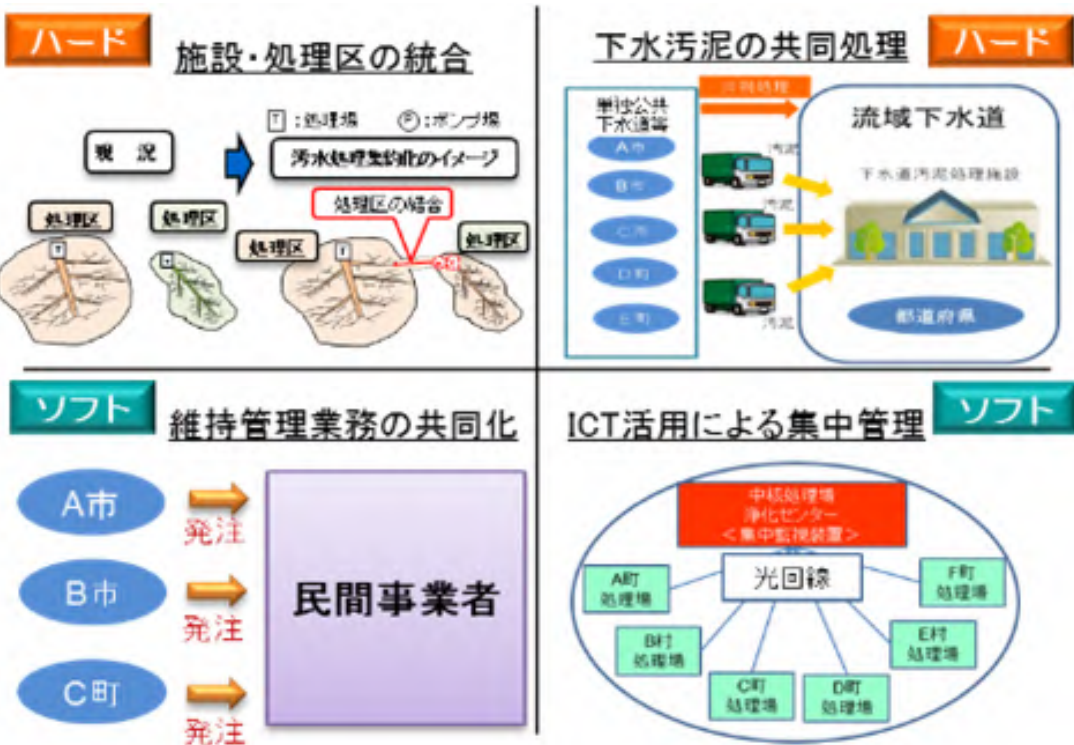 ハード
施設・処理区の統合
T:処理場 P:ポンプ場
現 況
汚水処理集約化のイメージ
処理区の統合
処理区
処理区
処理区
処理区
T
T
下水汚泥の共同処理
ハード
共同処理
単独公共
下水道等
A市
B市
C市
D町
E町
汚泥
汚泥
汚泥
流域下水道
下水道汚泥処理施設
都道府県
ソフト
維持管理業務の共同化
A市
発注
B市
発注
C町
発注
民間事業者
ICT活用による集中管理
ソフト
中核処理場
浄化センター
<集中監視装置>
光回線
A町
処理場
B村
処理場
C町
処理場
D町
処理場
E村
処理場
F町
処理場